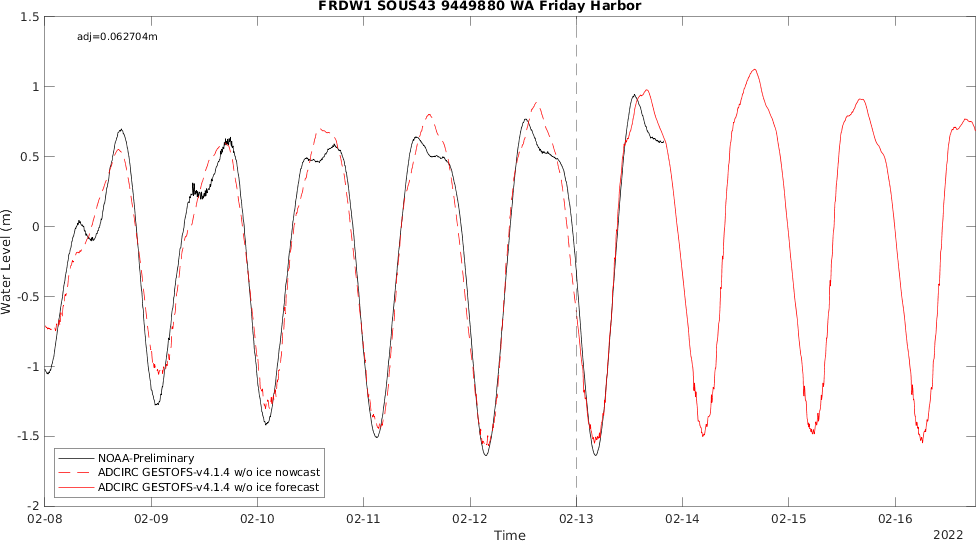 FRDW1 SOUS43 9449880 WA Friday Harbor
adj=0.062704m
1.5
1
0.5
0
-0.5
-1
-1.5
-2
Water Level (m)
NOAA-Preliminary
ADCIRC GESTOFS-v4.1.4 w/o ice nowcast
ADCIRC GESTOFS-v4.1.4 w/o ice forecast
02-08 02-09 02-10 02-11 02-12 02-13 02-14 02-15 02-16
Time
2022